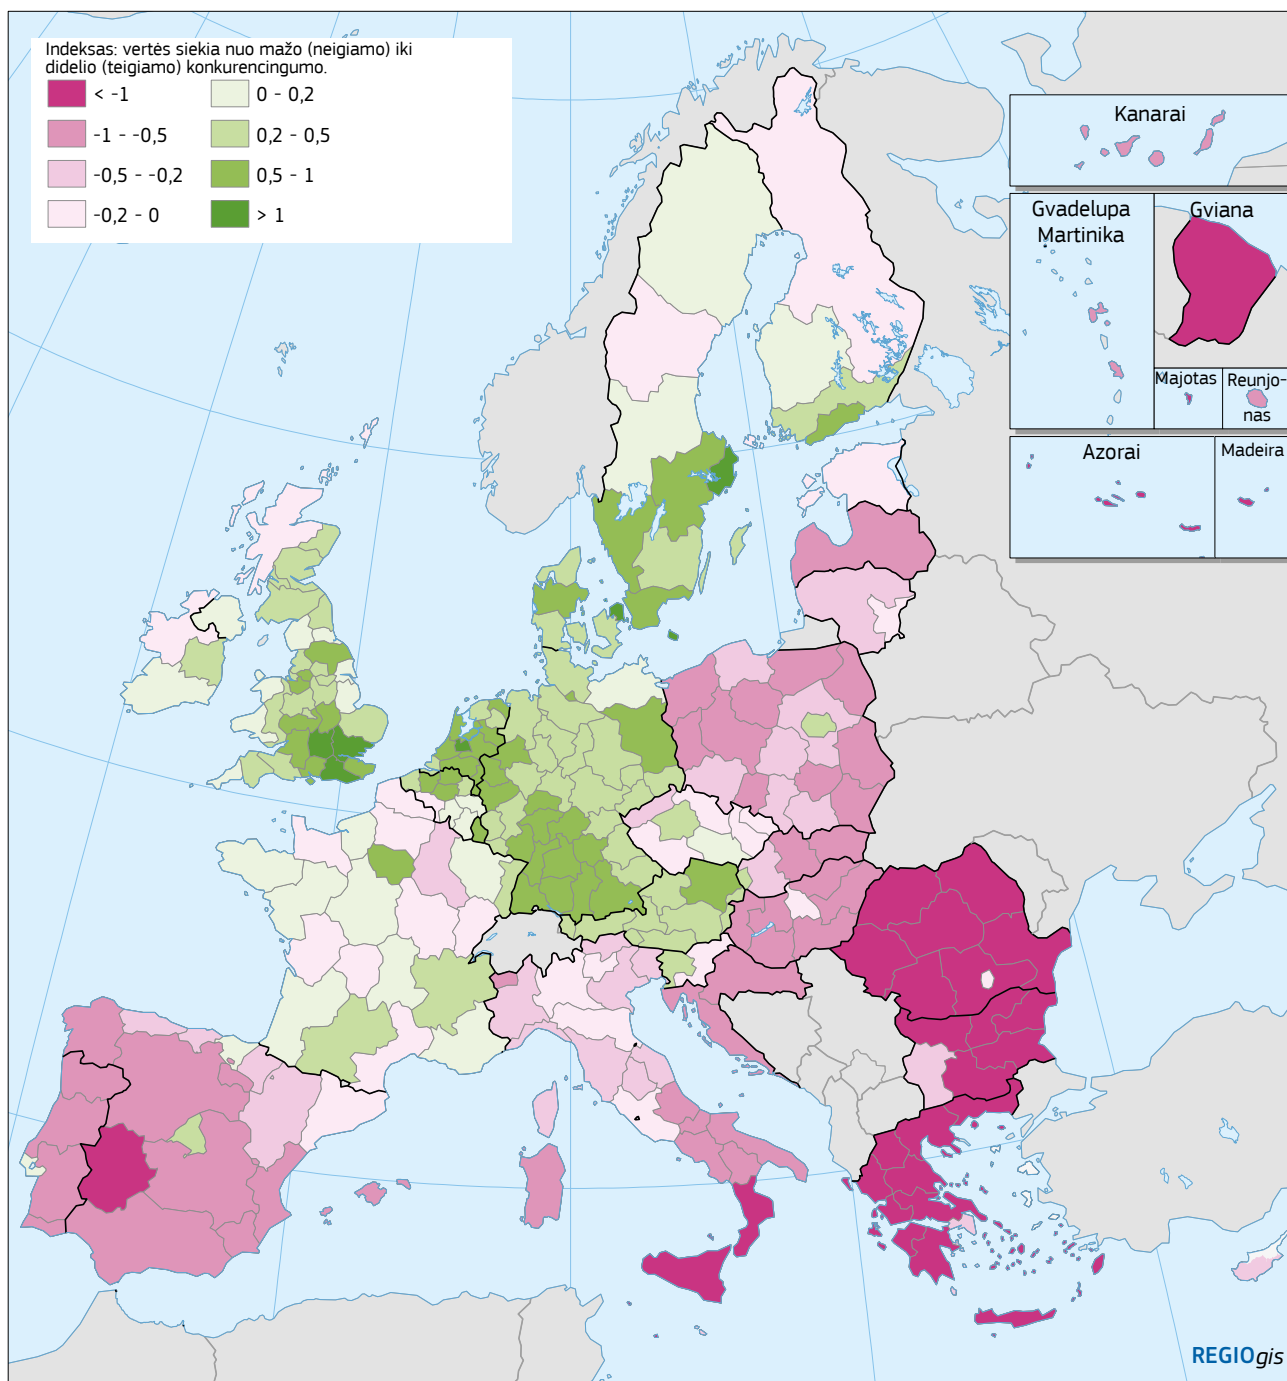 Indeksas: vertės siekia nuo mažo (neigiamo) iki
didelio (teigiamo) konkurencingumo.
< -1
-1 - -0,5
-0,5 - -0,2
-0,2 - 0
0 - 0,2
0,2 - 0,5
0,5 - 1
> 1
Kanarai
Gvadelupa
Martinika
Gviana
Majotas
Reunjo-
nas
Azorai
Madeira
REGIOgis